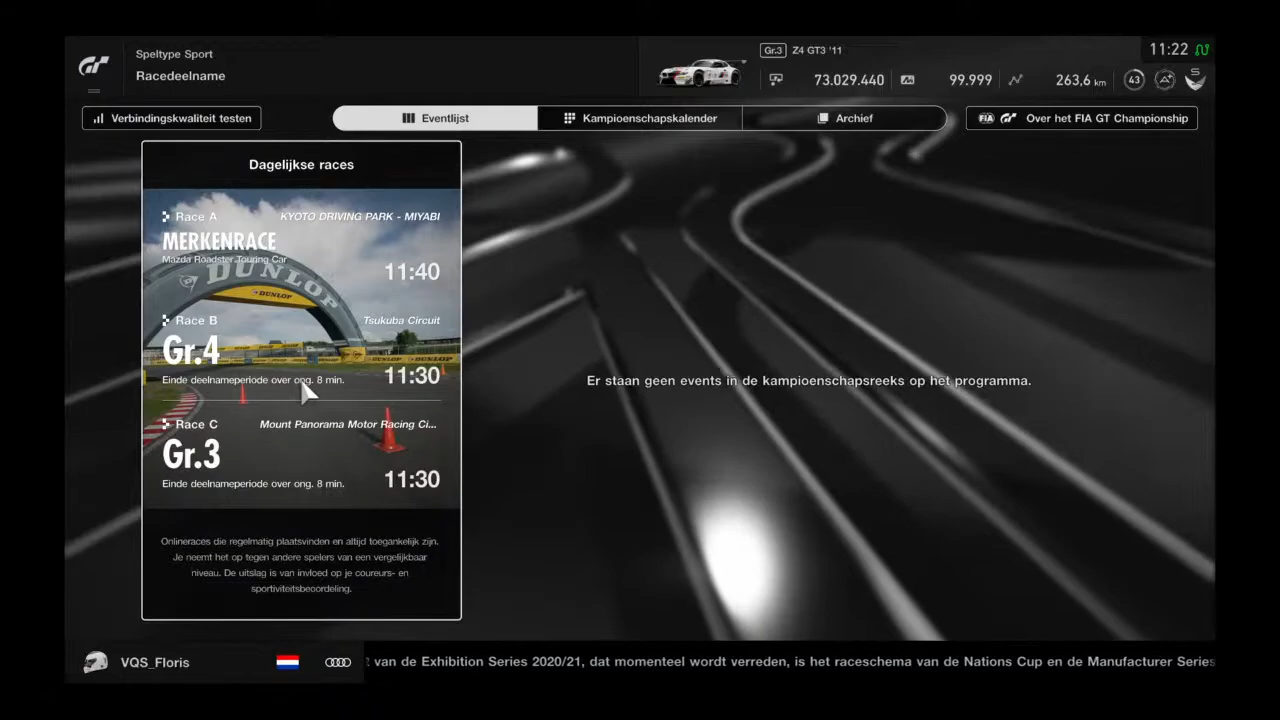 Speltype Sport
Racedeelname
Gr.3 Z4 GT3 '11
11:22
73.029.440
99.999
263,6 km
43
S
Verbindingskwaliteit testen
Eventlijst
Kampioenschapskalender
Archief
FIA GT Over het FIA GT Championship
Dagelijkse races
Race A KYOTO DRIVING PARK - MIYABI
MERKENRACE
Mazda Roadster Touring Car
11:40
DUNLOP
DUNLOP
Race B Tsukuba Circuit
Gr.4
DUNLOP
Einde deelnameperiode over ong. 8 min.
11:30
Race C Mount Panorama Motor Racing Ci...
Gr.3
Einde deelnameperiode over ong. 8 min.
11:30
Onlineraces die regelmatig plaatsvinden en altijd toegankelijk zijn.
Je neemt het op tegen andere spelers van een vergelijkbaar
niveau. De uitslag is van invloed op je coureurs- en
sportiviteitsbeoordeling.
Er staan geen events in de kampioenschapsreeks op het programma.
VQS_Floris
van de Exhibition Series 2020/21, dat momenteel wordt verreden, is het raceschema van de Nations Cup en de Manufacturer Series